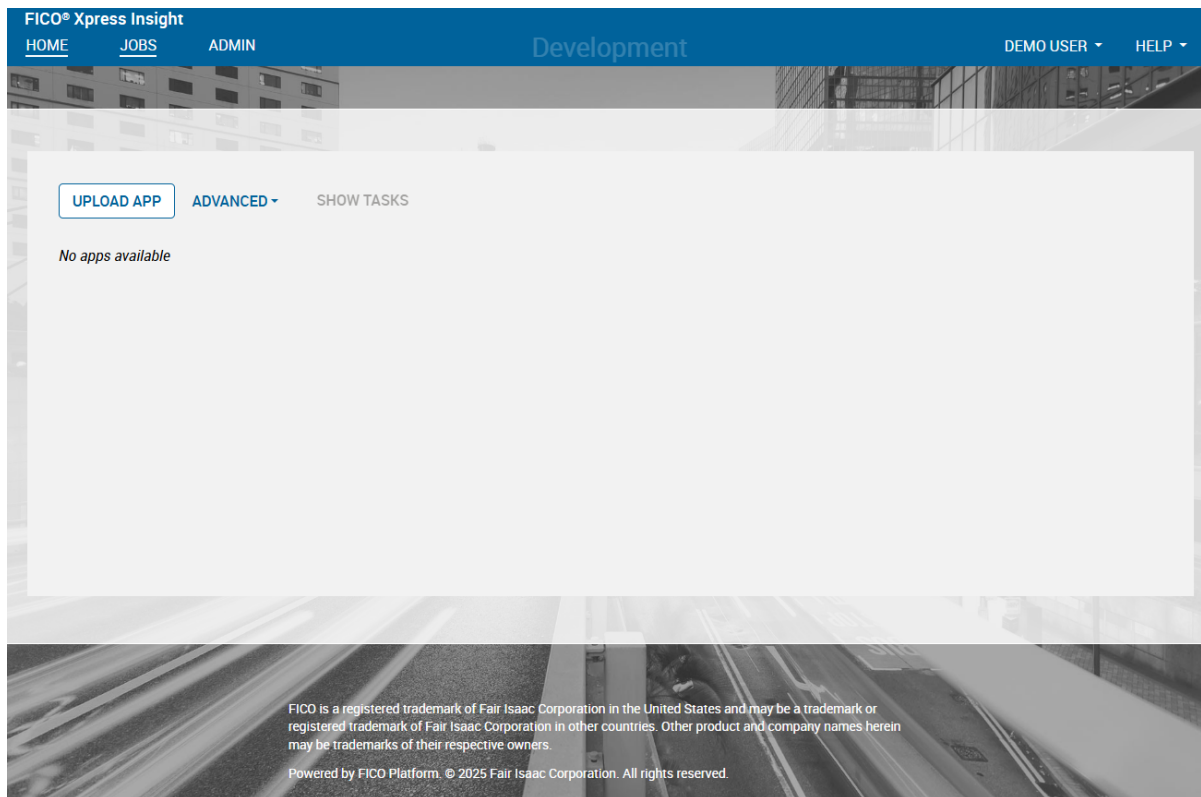 FICO® Xpress Insight
HOME JOBS ADMIN Development DEMO USER HELP
UPLOAD APP ADVANCED SHOW TASKS
No apps available
FICO is a registered trademark of Fair Isaac Corporation in the United States and may be a trademark or
registered trademark of Fair Isaac Corporation in other countries. Other product and company names herein
may be trademarks of their respective owners.
Powered by FICO Platform. © 2025 Fair Isaac Corporation. All rights reserved.